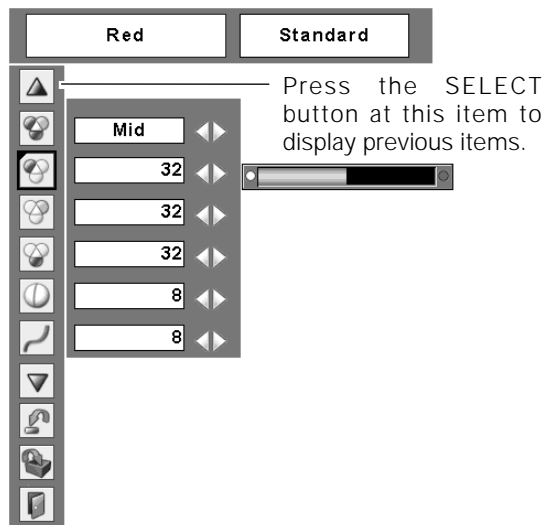 Red
Standard
Press the SELECT
button at this item to
display previous items.
Mid
32
32
32
8
8